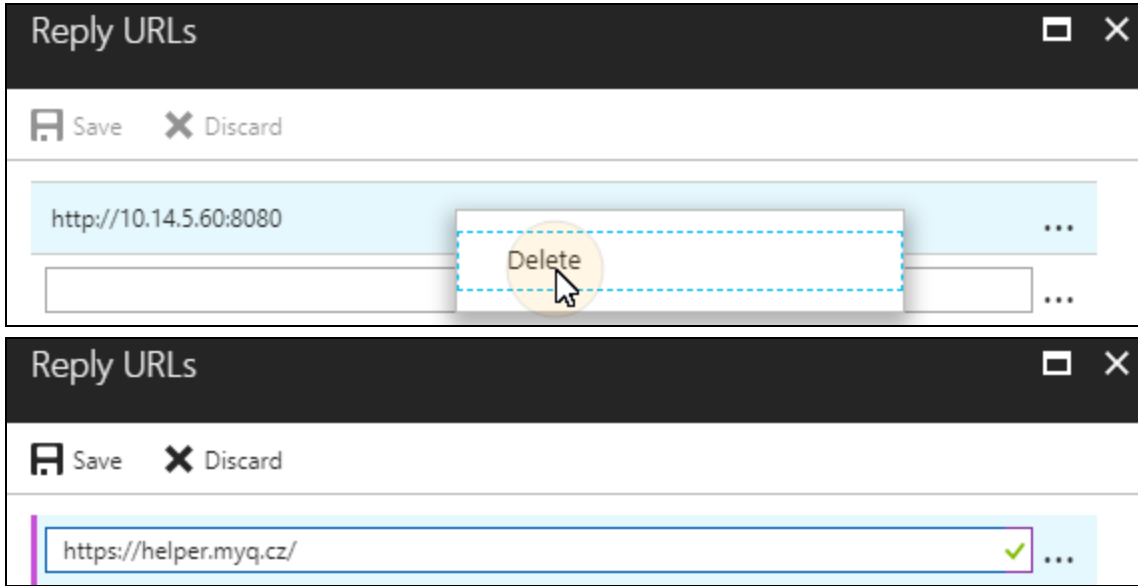 Reply URLs
Save Discard
http://10.14.5.60:8080
...
Delete
...
Reply URLs
Save Discard
https://helper.myq.cz/
...